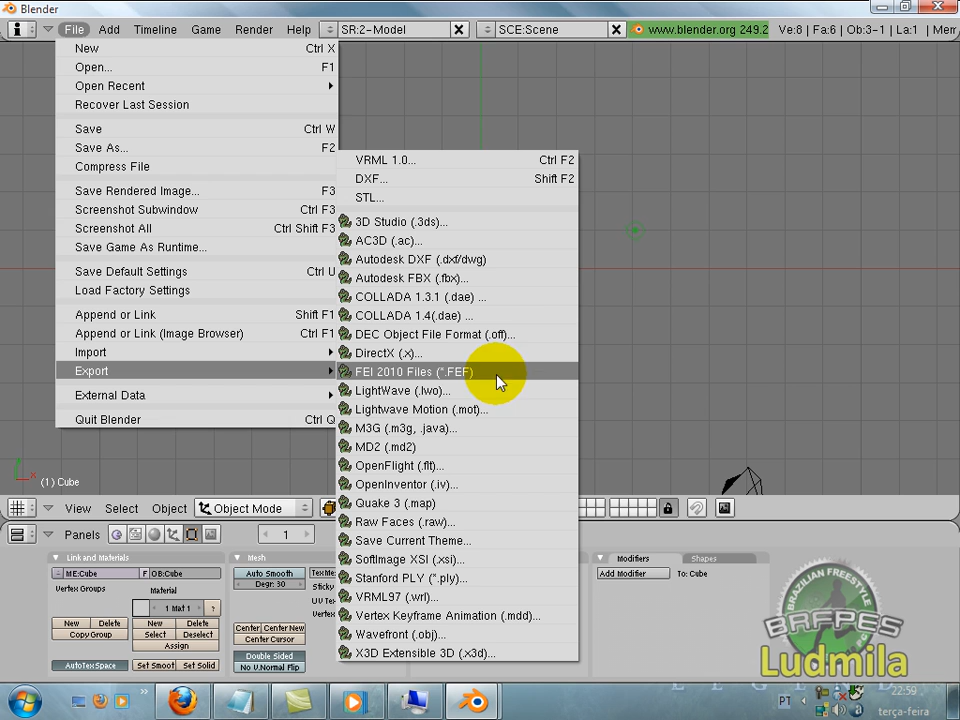 Blender
File Add Timeline Game Render Help SR:2-Model SCE:Scene www.blender.org 249.2 Ve:8 | Fa:6 | Ob:3-1 | La:1 | Mem
New Ctrl X
Open... F1
Open Recent
Recover Last Session
Save Ctrl W
Save As... F2
Compress File
Save Rendered Image... F3
Screenshot Subwindow Ctrl F3
Screenshot All Ctrl Shift F3
Save Game As Runtime...
Save Default Settings Ctrl U
Load Factory Settings
Append or Link Shift F1
Append or Link (Image Browser) Ctrl F1
Import
Export
External Data
Quit Blender Ctrl Q
VRML 1.0... Ctrl F2
DXF... Shift F2
STL...
3D Studio (.3ds)...
AC3D (.ac)...
Autodesk DXF (.dxf/dwg)
Autodesk FBX (.fbx)...
COLLADA 1.3.1 (.dae) ...
COLLADA 1.4(.dae) ...
DEC Object File Format (.off)...
DirectX (.x)...
FEI 2010 Files (*.FEF)
LightWave (.lwo)...
Lightwave Motion (.mot)...
M3G (.m3g, .java)...
MD2 (.md2)
OpenFlight (.flt)...
OpenInventor (.iv)...
Quake 3 (.map)
Raw Faces (.raw)...
Save Current Theme...
SoftImage XSI (.xsi)...
Stanford PLY (*.ply)...
VRML97 (.wrl)...
Vertex Keyframe Animation (.mdd)...
Wavefront (.obj)...
X3D Extensible 3D (.x3d)...
(1) Cube
View Select Object Object Mode
Panels 1
Link and Materials
ME:Cube F OB:Cube
Vertex Groups
Material
1 Mat 1 ?
New Delete New Delete
Copy Group Select Deselect
Assign
AutoTexSpace Set Smooth Set Solid
Mesh
Auto Smooth
Degr: 30
TexMe
Sticky
UV Te
Vertex
Center Center New
Center Cursor
Double Sided
No V.Normal Flip
Modifiers Shapes
Add Modifier To: Cube
BRAZILIAN FREESTYLE
BRFPES
Ludmila
PT
22:59
terça-feira